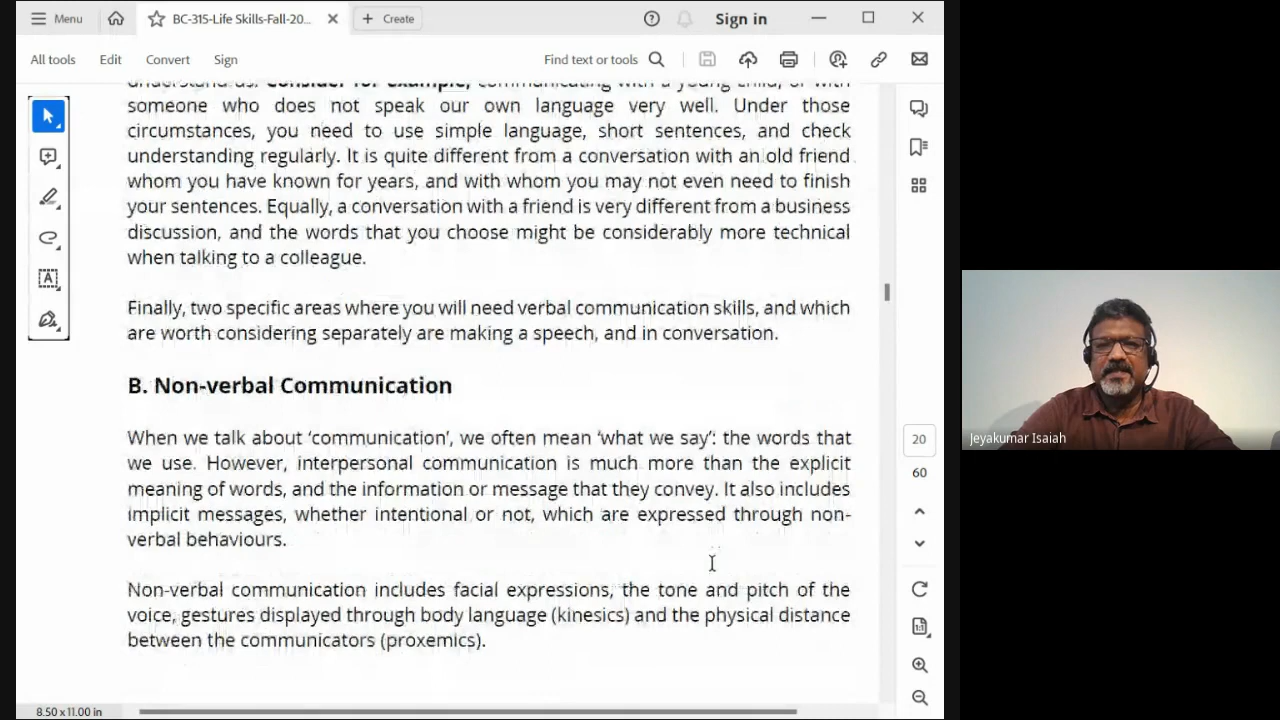 Menu
BC-315-Life Skills-Fall-20...
Create
Sign in
All tools
Edit
Convert
Sign
Find text or tools
understand us. Consider for example, communicating with a young child, or with
someone who does not speak our own language very well. Under those
circumstances, you need to use simple language, short sentences, and check
understanding regularly. It is quite different from a conversation with an old friend
whom you have known for years, and with whom you may not even need to finish
your sentences. Equally, a conversation with a friend is very different from a business
discussion, and the words that you choose might be considerably more technical
when talking to a colleague.
Finally, two specific areas where you will need verbal communication skills, and which
are worth considering separately are making a speech, and in conversation.
B. Non-verbal Communication
When we talk about ‘communication’, we often mean ‘what we say’: the words that
we use. However, interpersonal communication is much more than the explicit
meaning of words, and the information or message that they convey. It also includes
implicit messages, whether intentional or not, which are expressed through non-
verbal behaviours.
Non-verbal communication includes facial expressions, the tone and pitch of the
voice, gestures displayed through body language (kinesics) and the physical distance
between the communicators (proxemics).
20
60
8.50 x 11.00 in
Jeyakumar Isaiah